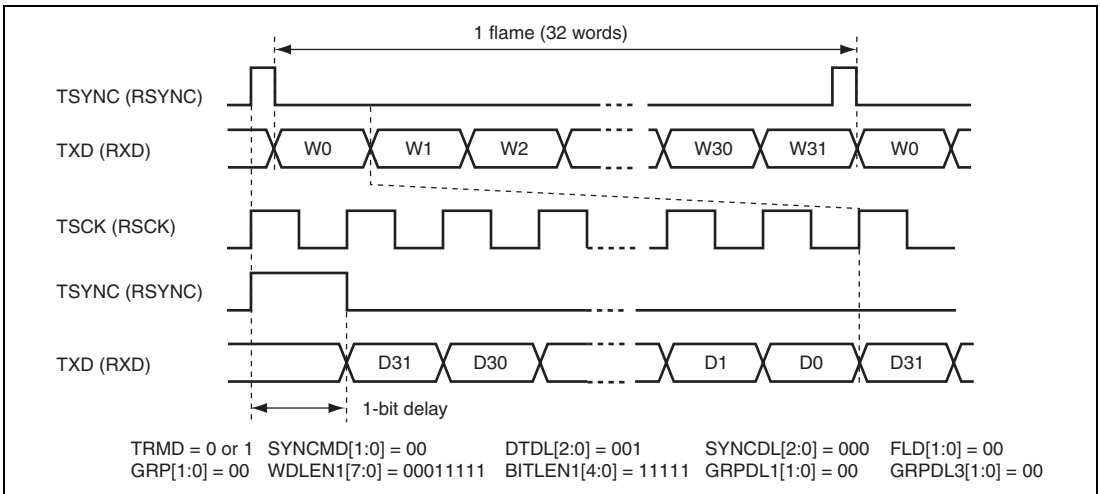 1 flame (32 words)
TSYNC (RSYNC)
TXD (RXD) W0 W1 W2 W30 W31 W0
TSCK (RSCK)
TSYNC (RSYNC)
TXD (RXD) D31 D30 D1 D0 D31
1-bit delay
TRMD = 0 or 1 SYNCMD[1:0] = 00 DTDL[2:0] = 001 SYNCDL[2:0] = 000 FLD[1:0] = 00
GRP[1:0] = 00 WDLEN1[7:0] = 00011111 BITLEN1[4:0] = 11111 GRPDL1[1:0] = 00 GRPDL3[1:0] = 00